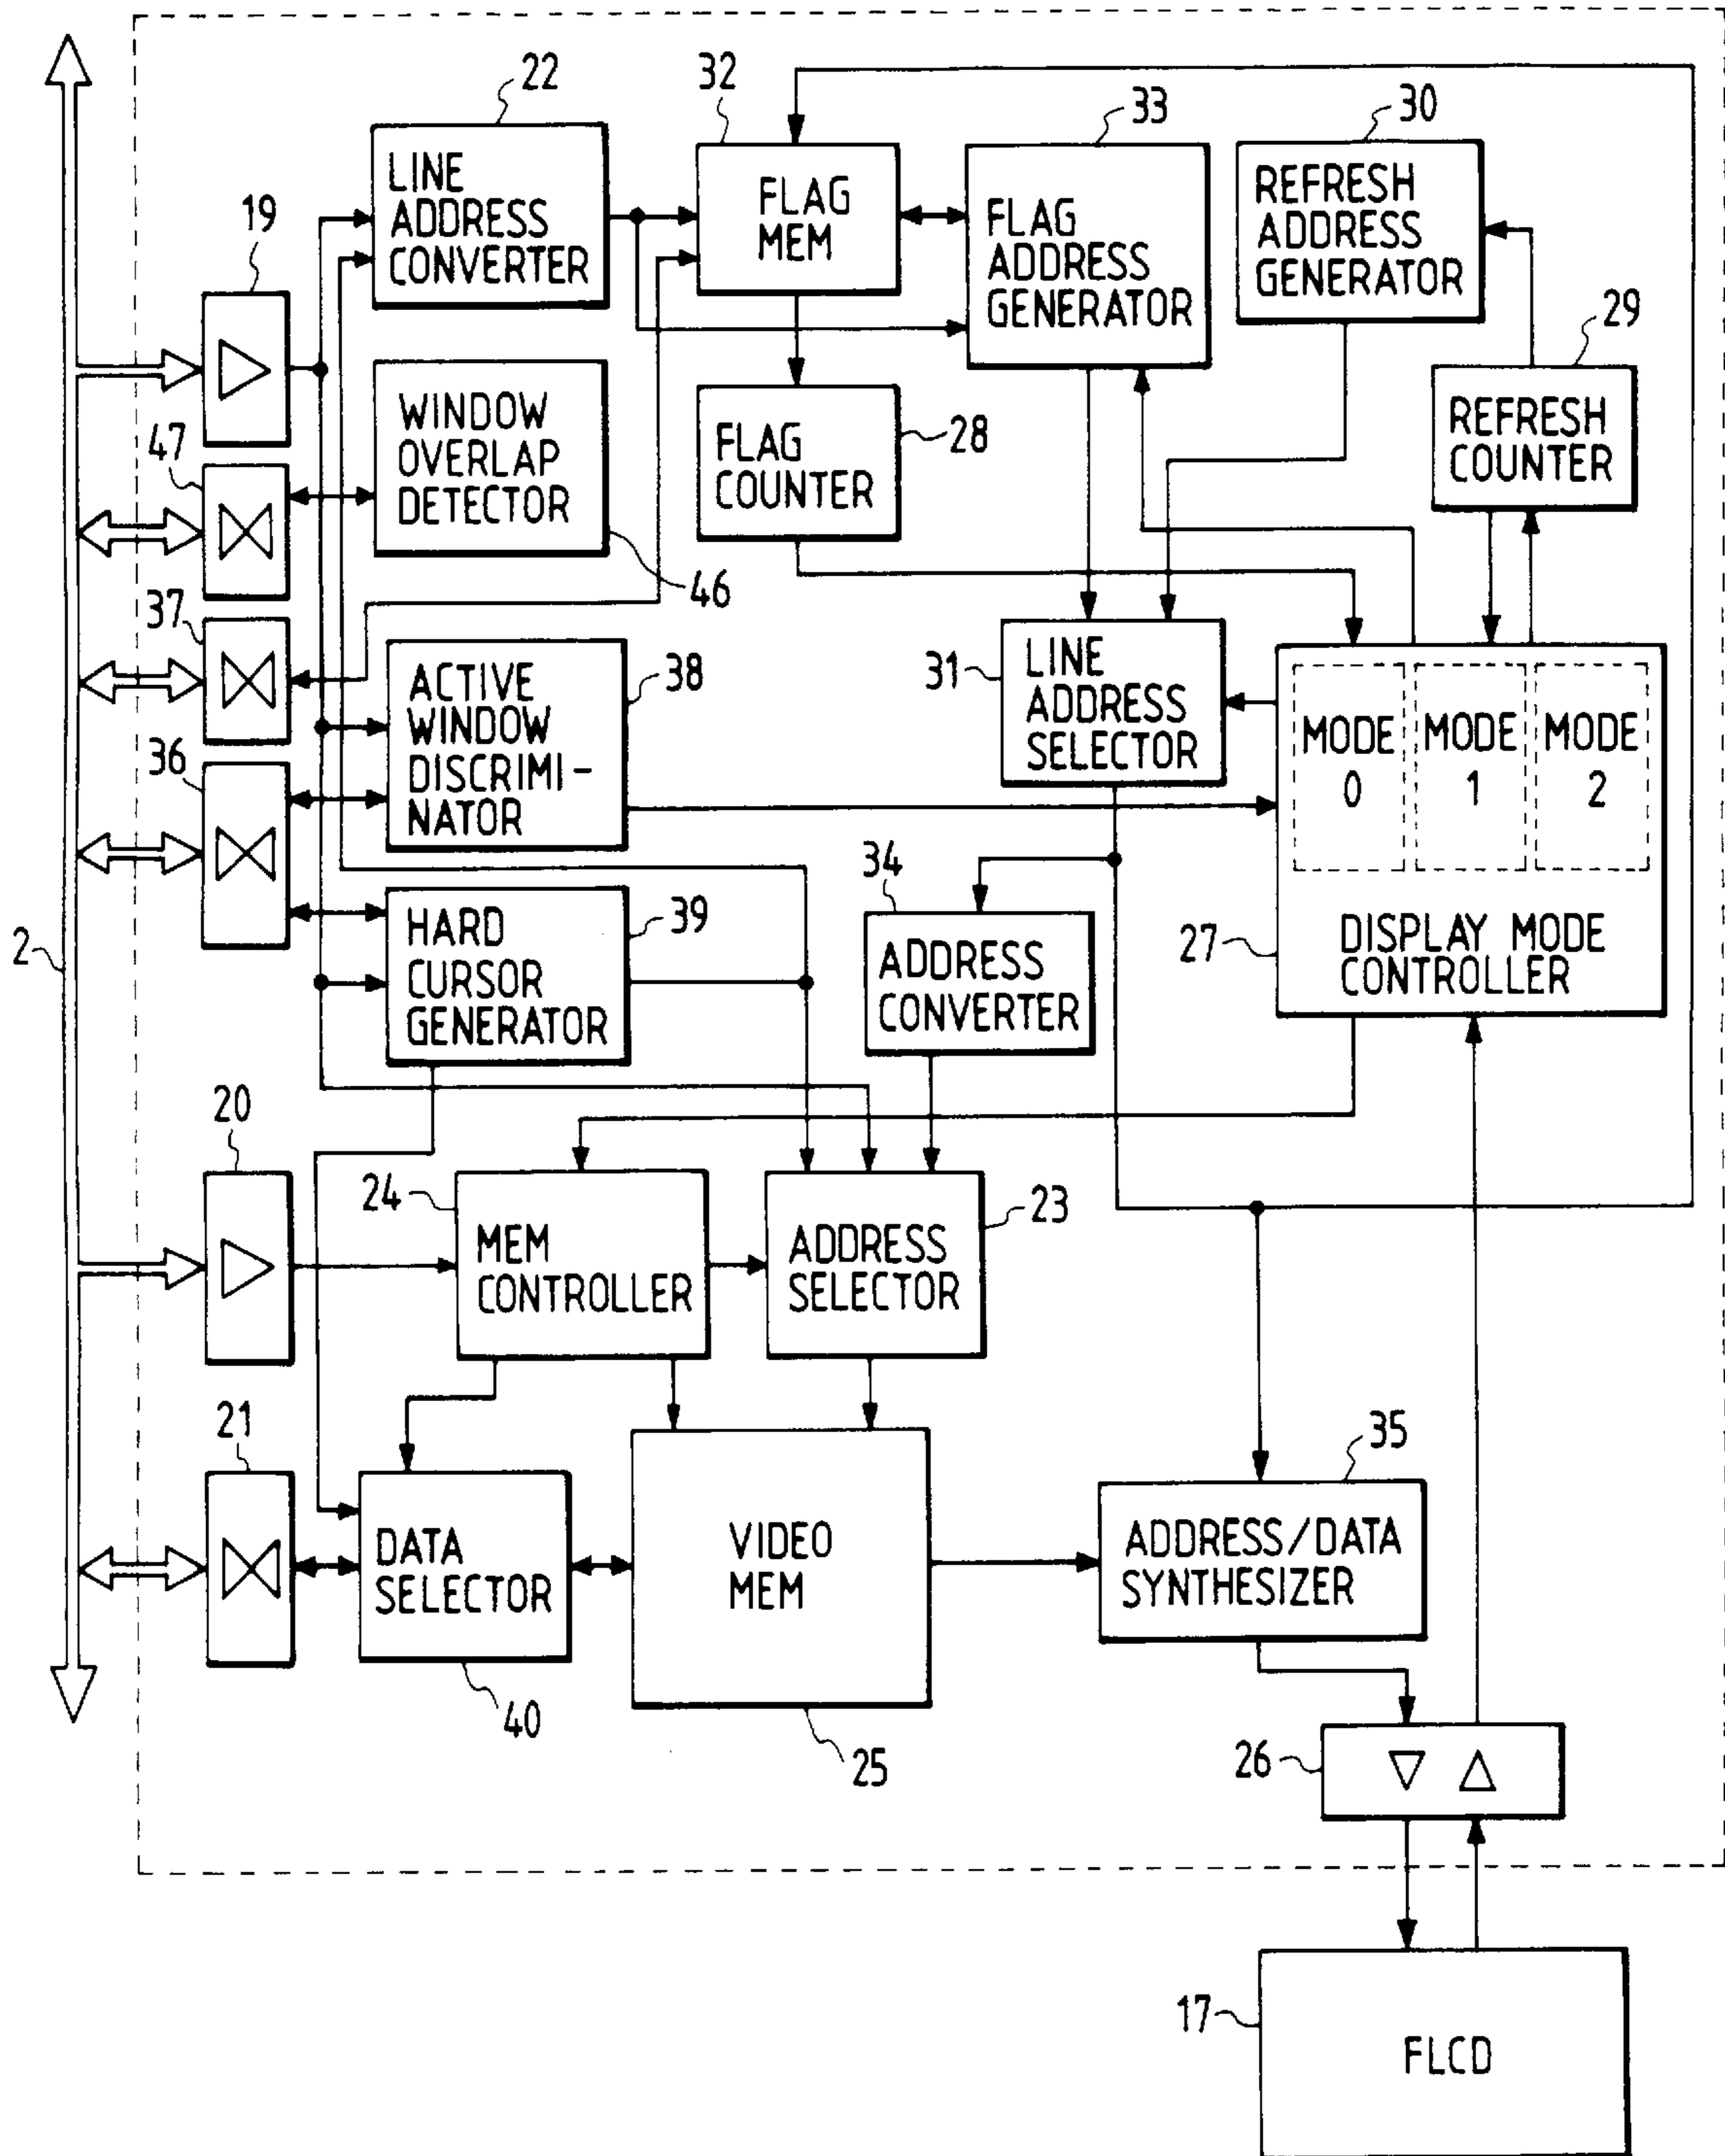 22
LINE
ADDRESS
CONVERTER
32
FLAG
MEM
33
FLAG
ADDRESS
GENERATOR
30
REFRESH
ADDRESS
GENERATOR
19
29
REFRESH
COUNTER
47
WINDOW
OVERLAP
DETECTOR
46
FLAG
COUNTER
28
37
38
ACTIVE
WINDOW
DISCRIMI-
NATOR
31
LINE
ADDRESS
SELECTOR
MODE
0
MODE
1
MODE
2
27
DISPLAY MODE
CONTROLLER
36
39
HARD
CURSOR
GENERATOR
34
ADDRESS
CONVERTER
2
20
24
MEM
CONTROLLER
23
ADDRESS
SELECTOR
21
DATA
SELECTOR
40
VIDEO
MEM
25
35
ADDRESS/DATA
SYNTHESIZER
26
17
FLCD